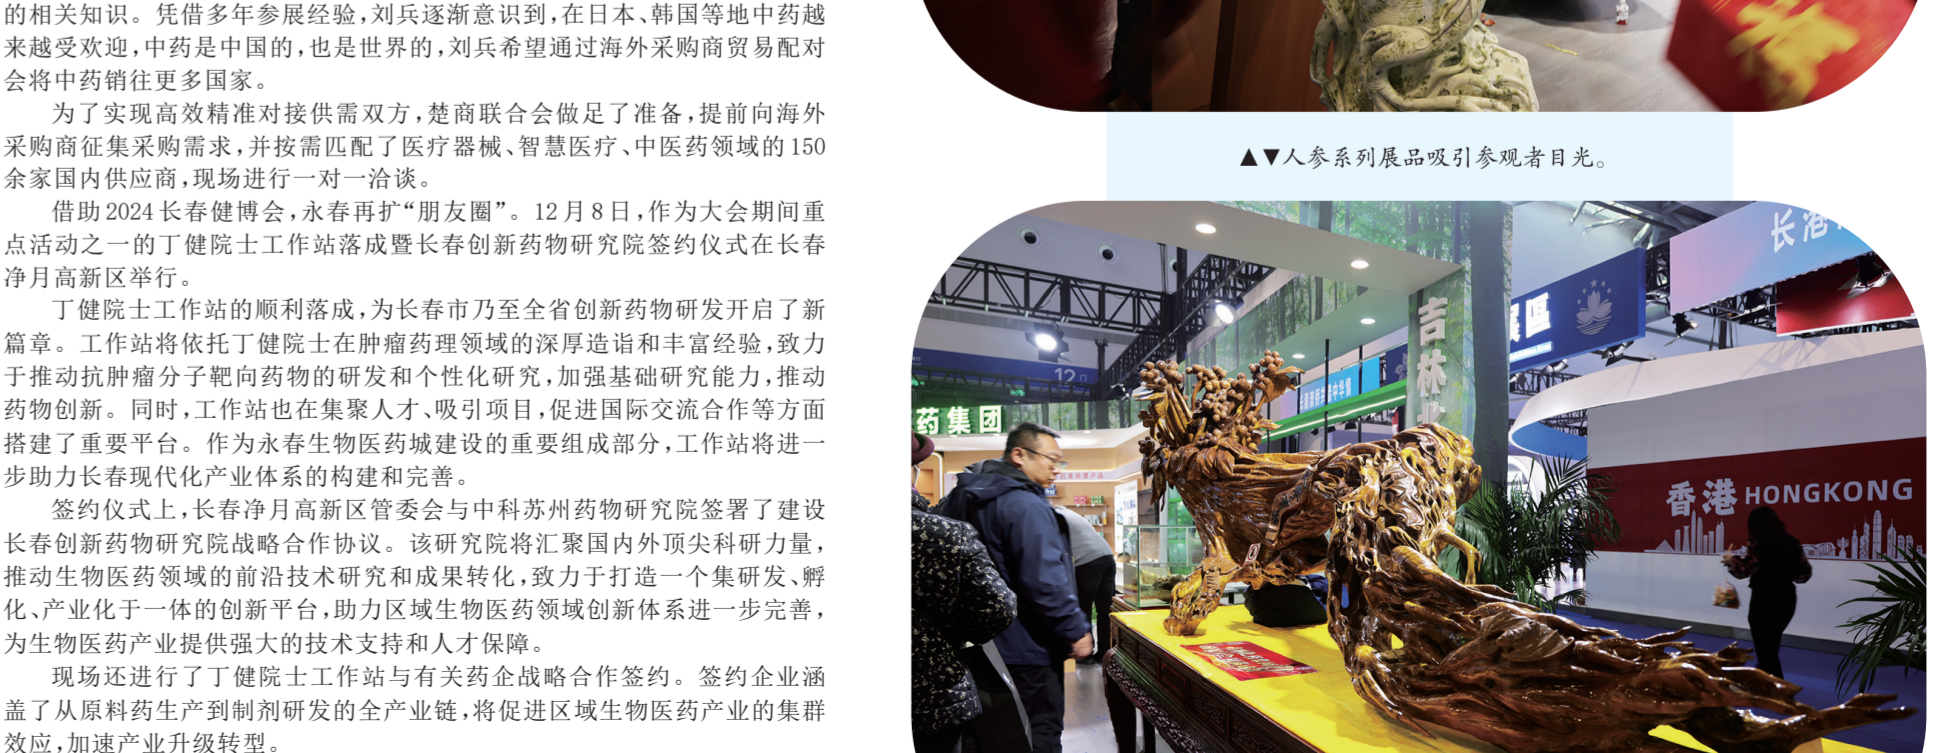 的相关知识。凭借多年参展经验,刘兵逐渐意识到,在日本、韩国等地中药越
来越受欢迎,中药是中国的,也是世界的,刘兵希望通过海外采购商贸易配对
会将中药销往更多国家。
为了实现高效精准对接供需双方,楚商联合会做足了准备,提前向海外
采购商征集采购需求,并按需匹配了医疗器械、智慧医疗、中医药领域的150
余家国内供应商,现场进行一对一洽谈。
借助2024长春健博会,永春再扩“朋友圈”。12月8日,作为大会期间重
点活动之一的丁健院士工作站落成暨长春创新药物研究院签约仪式在长春
净月高新区举行。
丁健院士工作站的顺利落成,为长春市乃至全省创新药物研发开启了新
篇章。工作站将依托丁健院士在肿瘤药理领域的深厚造诣和丰富经验,致力
于推动抗肿瘤分子靶向药物的研发和个性化研究,加强基础研究能力,推动
药物创新。同时,工作站也在集聚人才、吸引项目,促进国际交流合作等方面
搭建了重要平台。作为永春生物医药城建设的重要组成部分,工作站将进一
步助力长春现代化产业体系的构建和完善。
签约仪式上,长春净月高新区管委会与中科苏州药物研究院签署了建设
长春创新药物研究院战略合作协议。该研究院将汇聚国内外顶尖科研力量,
推动生物医药领域的前沿技术研究和成果转化,致力于打造一个集研发、孵
化、产业化于一体的创新平台,助力区域生物医药领域创新体系进一步完善,
为生物医药产业提供强大的技术支持和人才保障。
现场还进行了丁健院士工作站与有关药企战略合作签约。签约企业涵
盖了从原料药生产到制剂研发的全产业链,将促进区域生物医药产业的集群
效应,加速产业升级转型。
▲▼人参系列展品吸引参观者目光。
长港
吉林
展區
12
药集团
香港HONGKONG